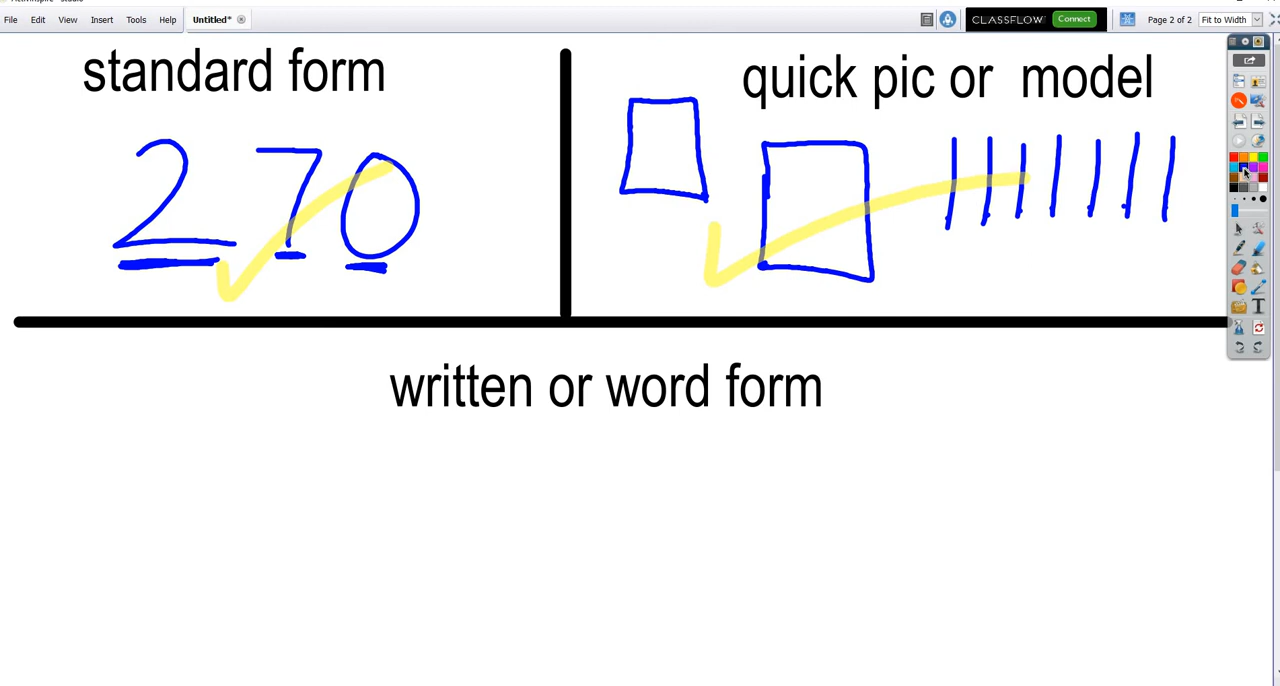 File Edit View Insert Tools Help Untitled* CLASSFLOW Connect Page 2 of 2 Fit to Width
standard form
270
quick pic or model
written or word form